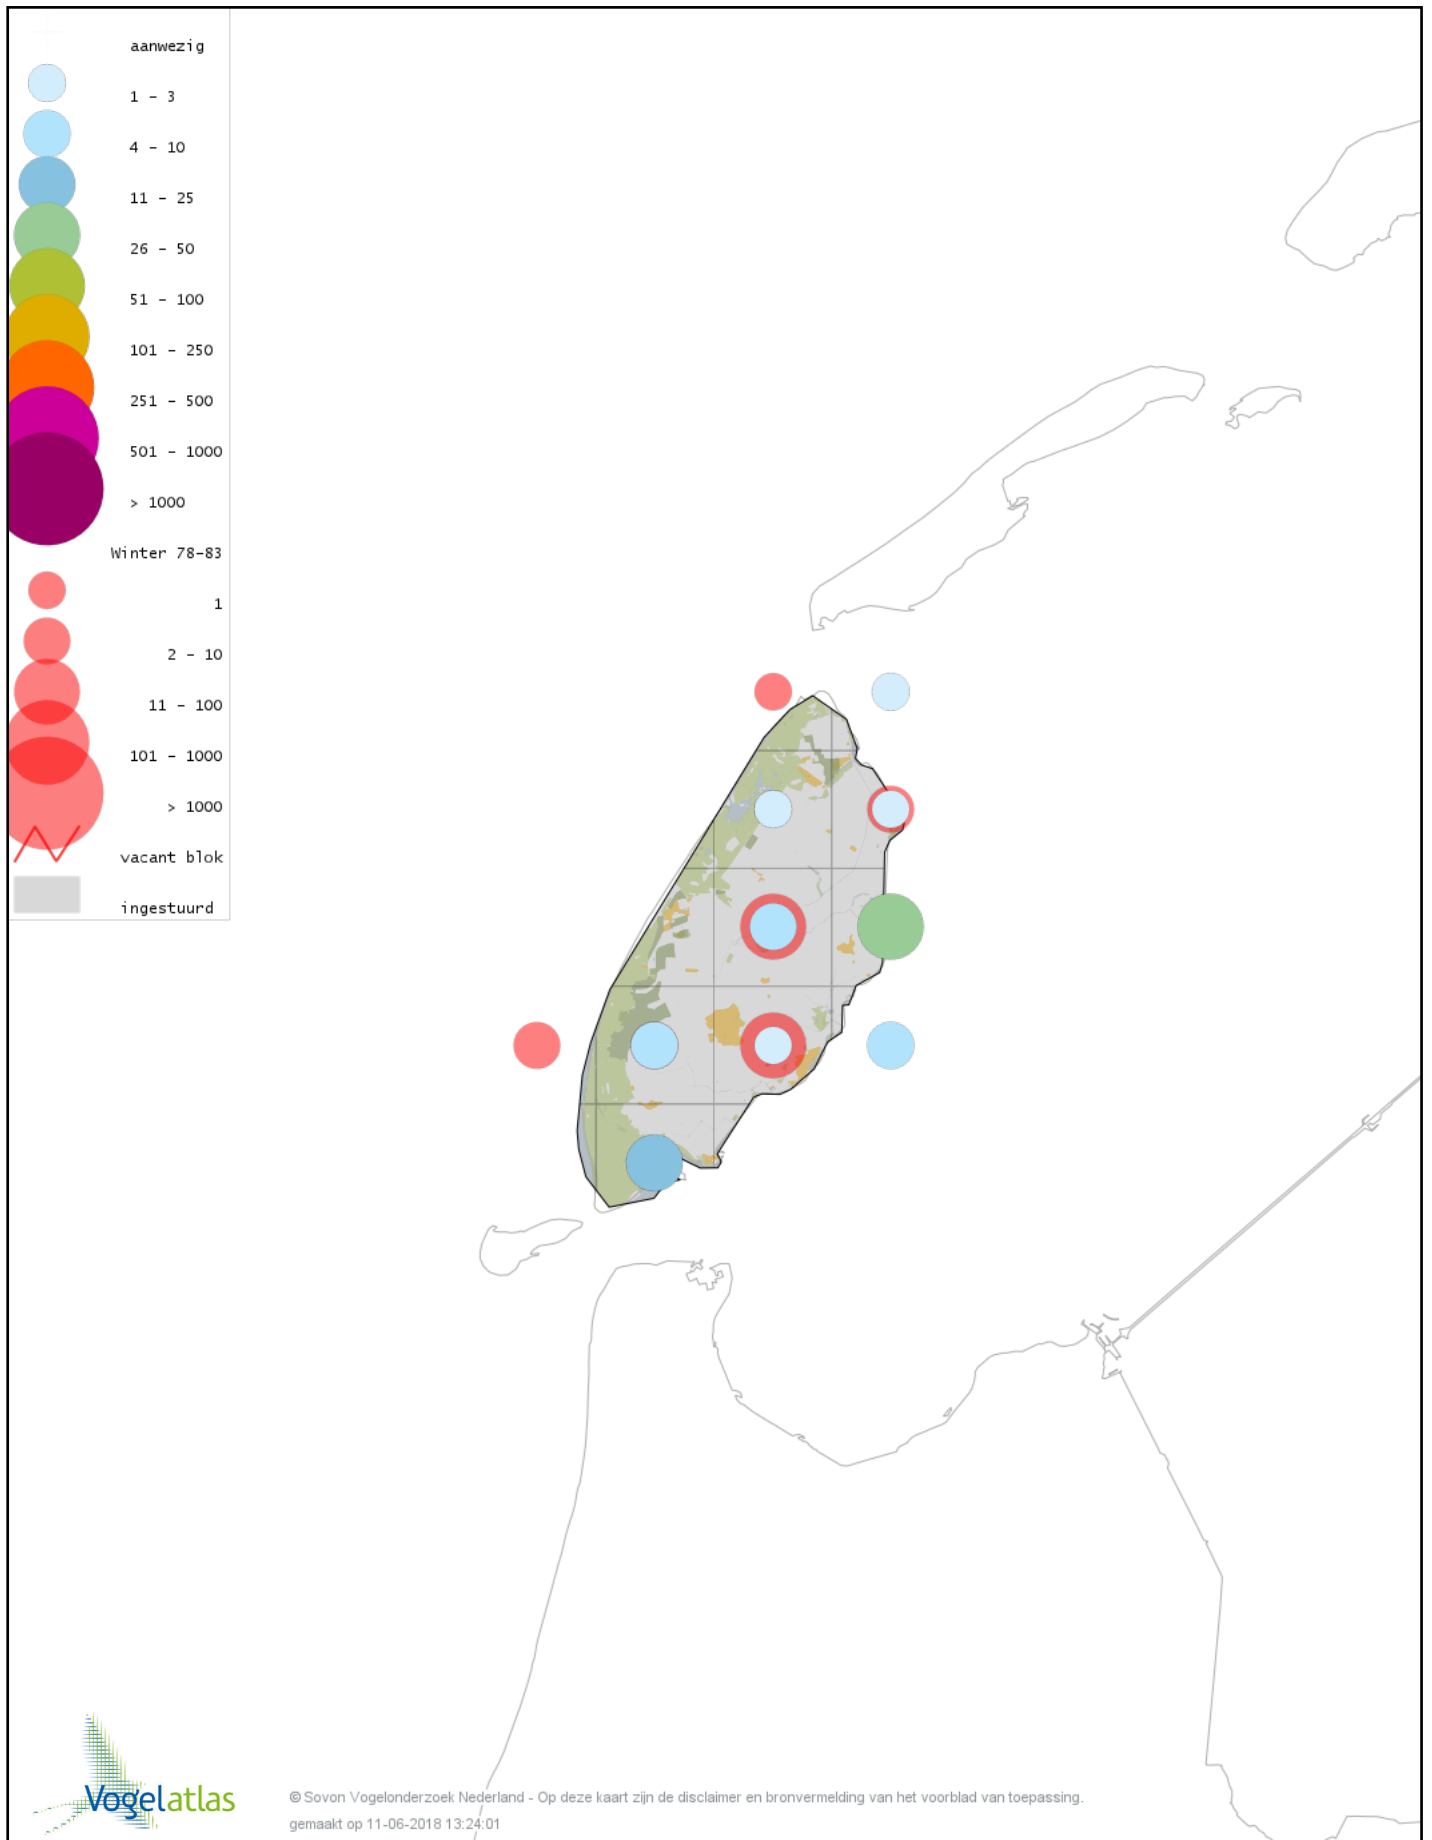 aanwezig
1 - 3
4 - 10
11 - 25
26 - 50
51 - 100
101 - 250
251 - 500
501 - 1000
> 1000
Winter 78-83
1
2 - 10
11 - 100
101 - 1000
> 1000
vacant blok
ingestuurd
Vogelatlas
© Sovon Vogelonderzoek Nederland - Op deze kaart zijn de disclaimer en bronvermelding van het voorblad van toepassing.
gemaakt op 11-06-2018 13:24:01